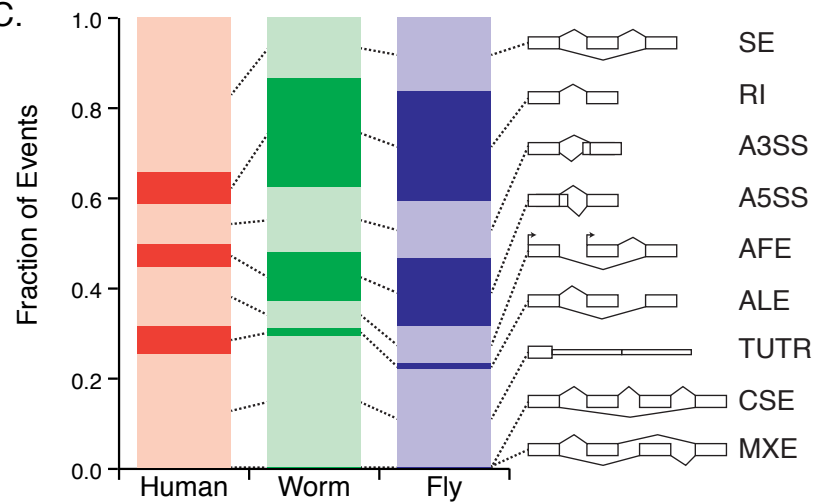 C.
Fraction of Events
1.0
0.8
0.6
0.4
0.2
0.0
Human Worm Fly
SE
RI
A3SS
A5SS
AFE
ALE
TUTR
CSE
MXE